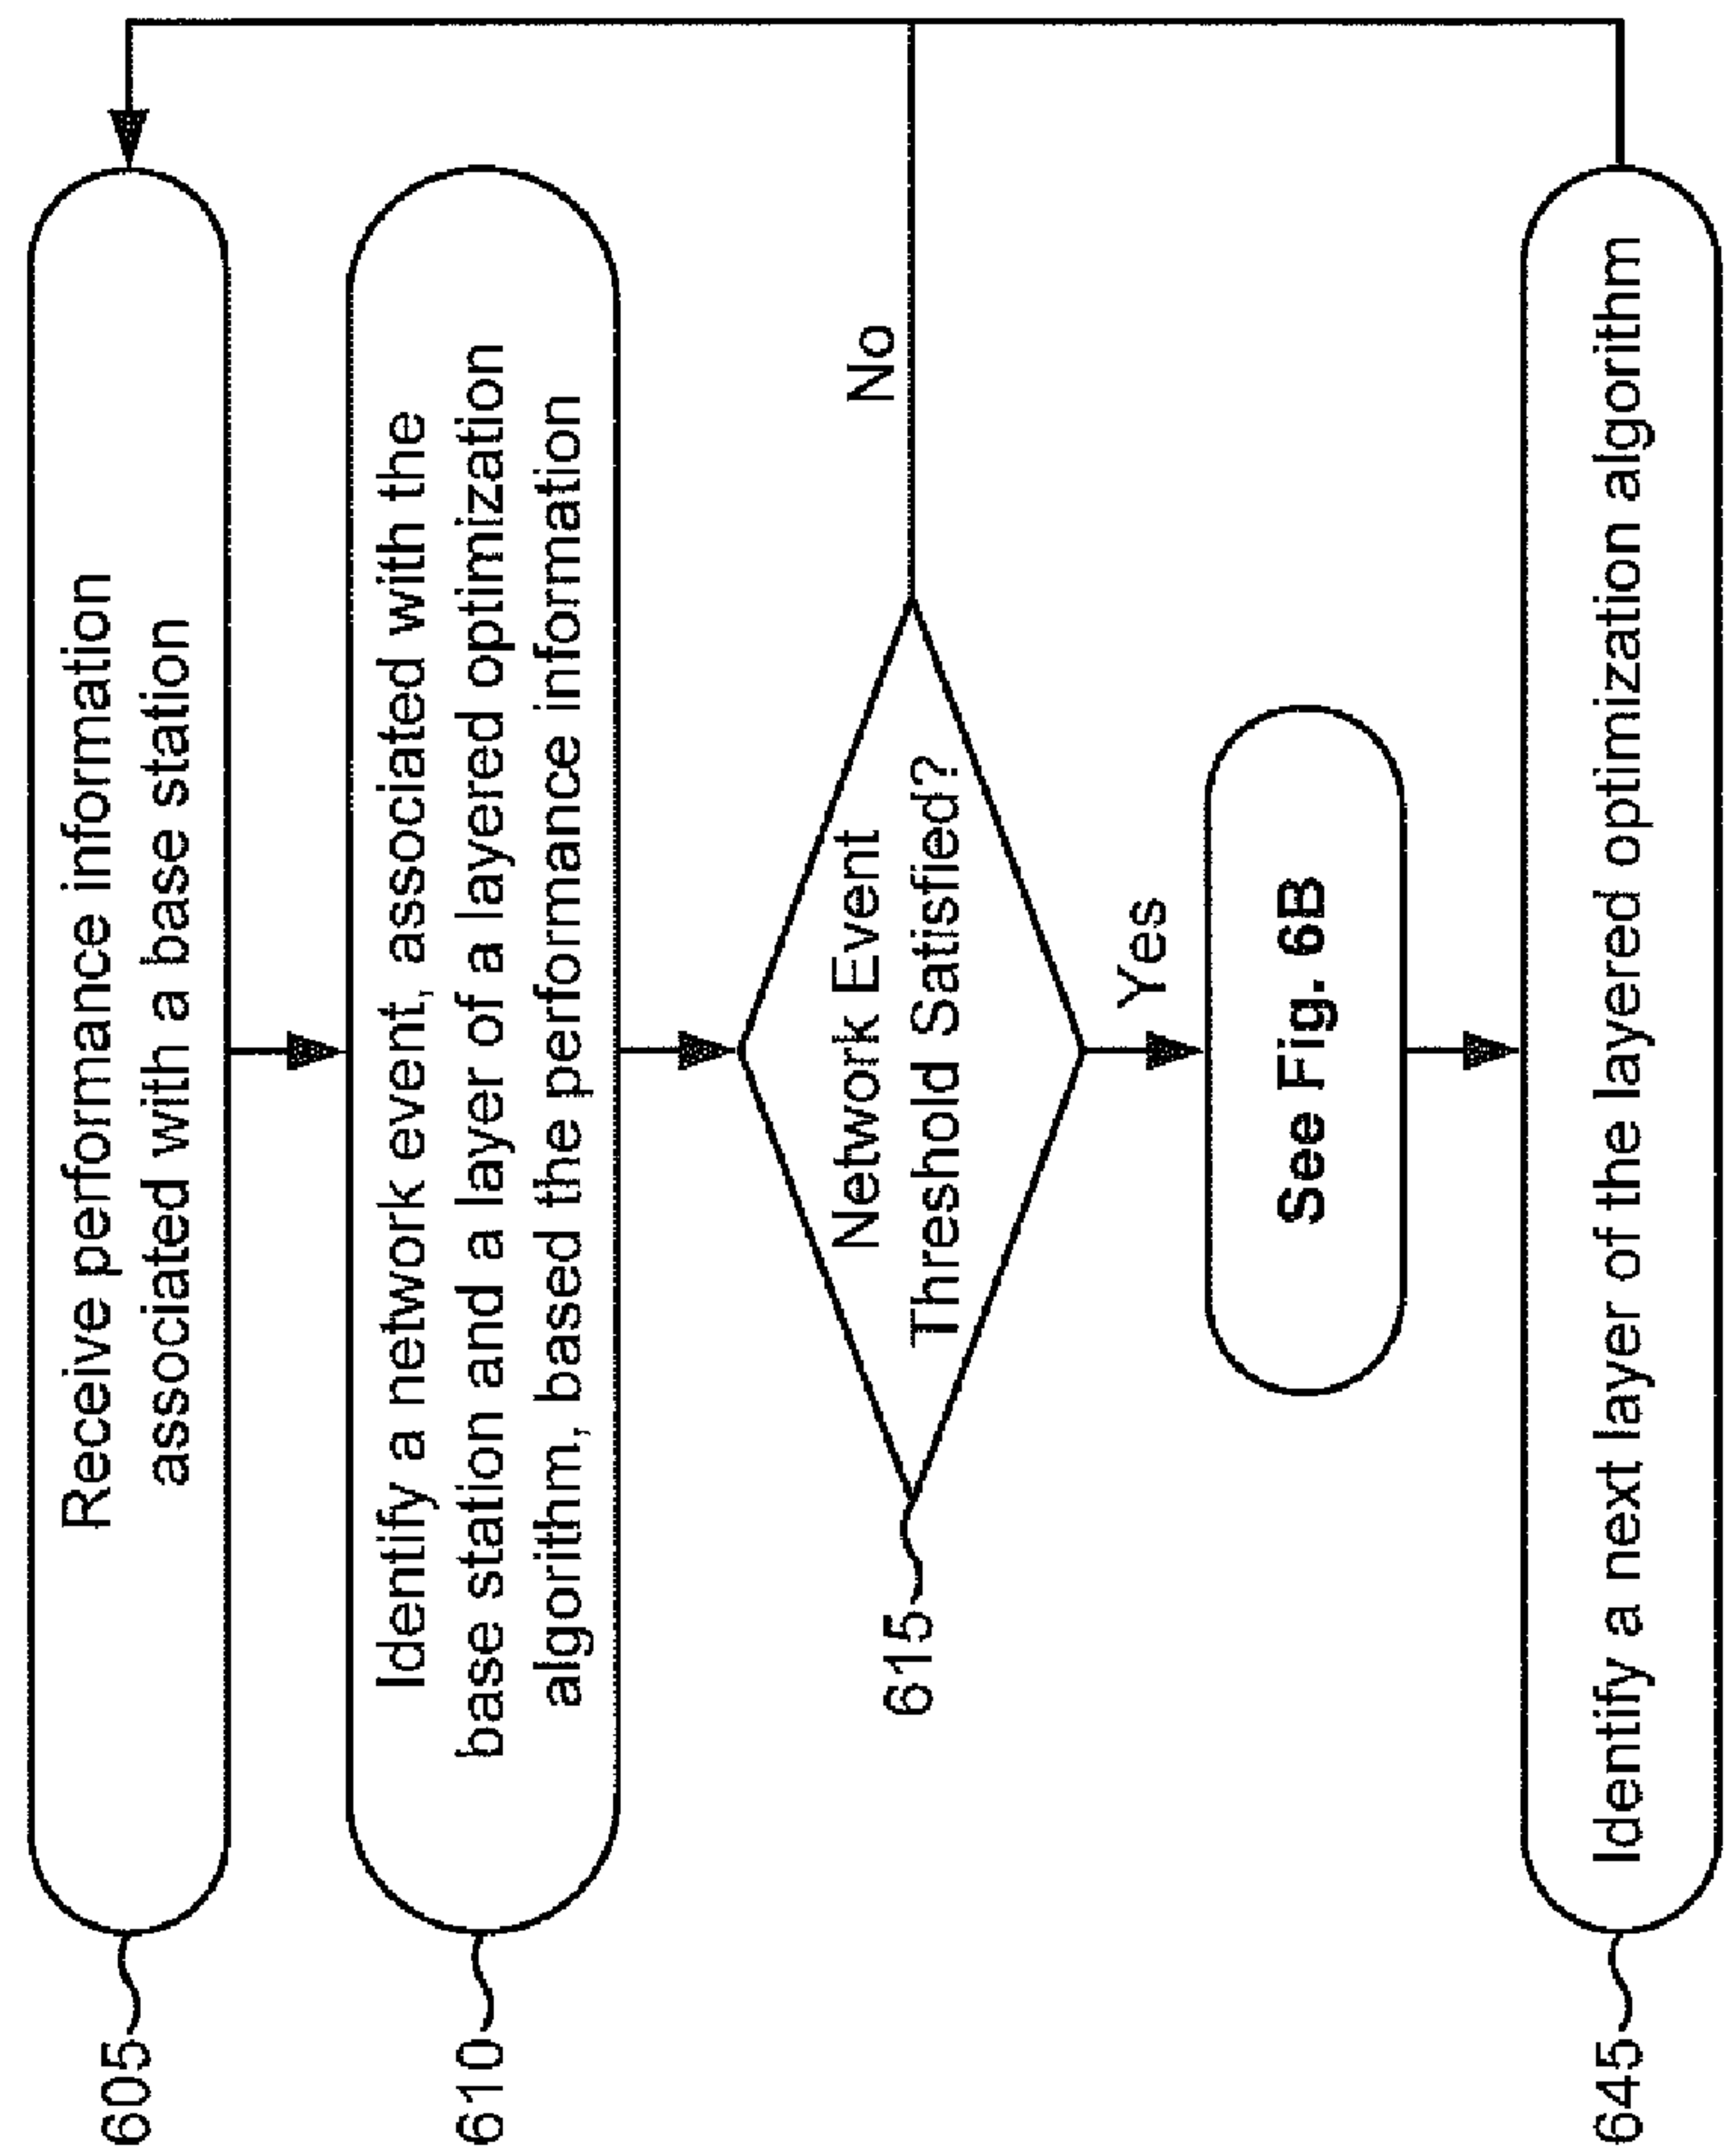 605
Receive performance information
associated with a base station
610
Identify a network event, associated with the
base station and a layer of a layered optimization
algorithm, based the performance information
615
Network Event
Threshold Satisfied?
No
Yes
See Fig. 6B
645
Identify a next layer of the layered optimization algorithm